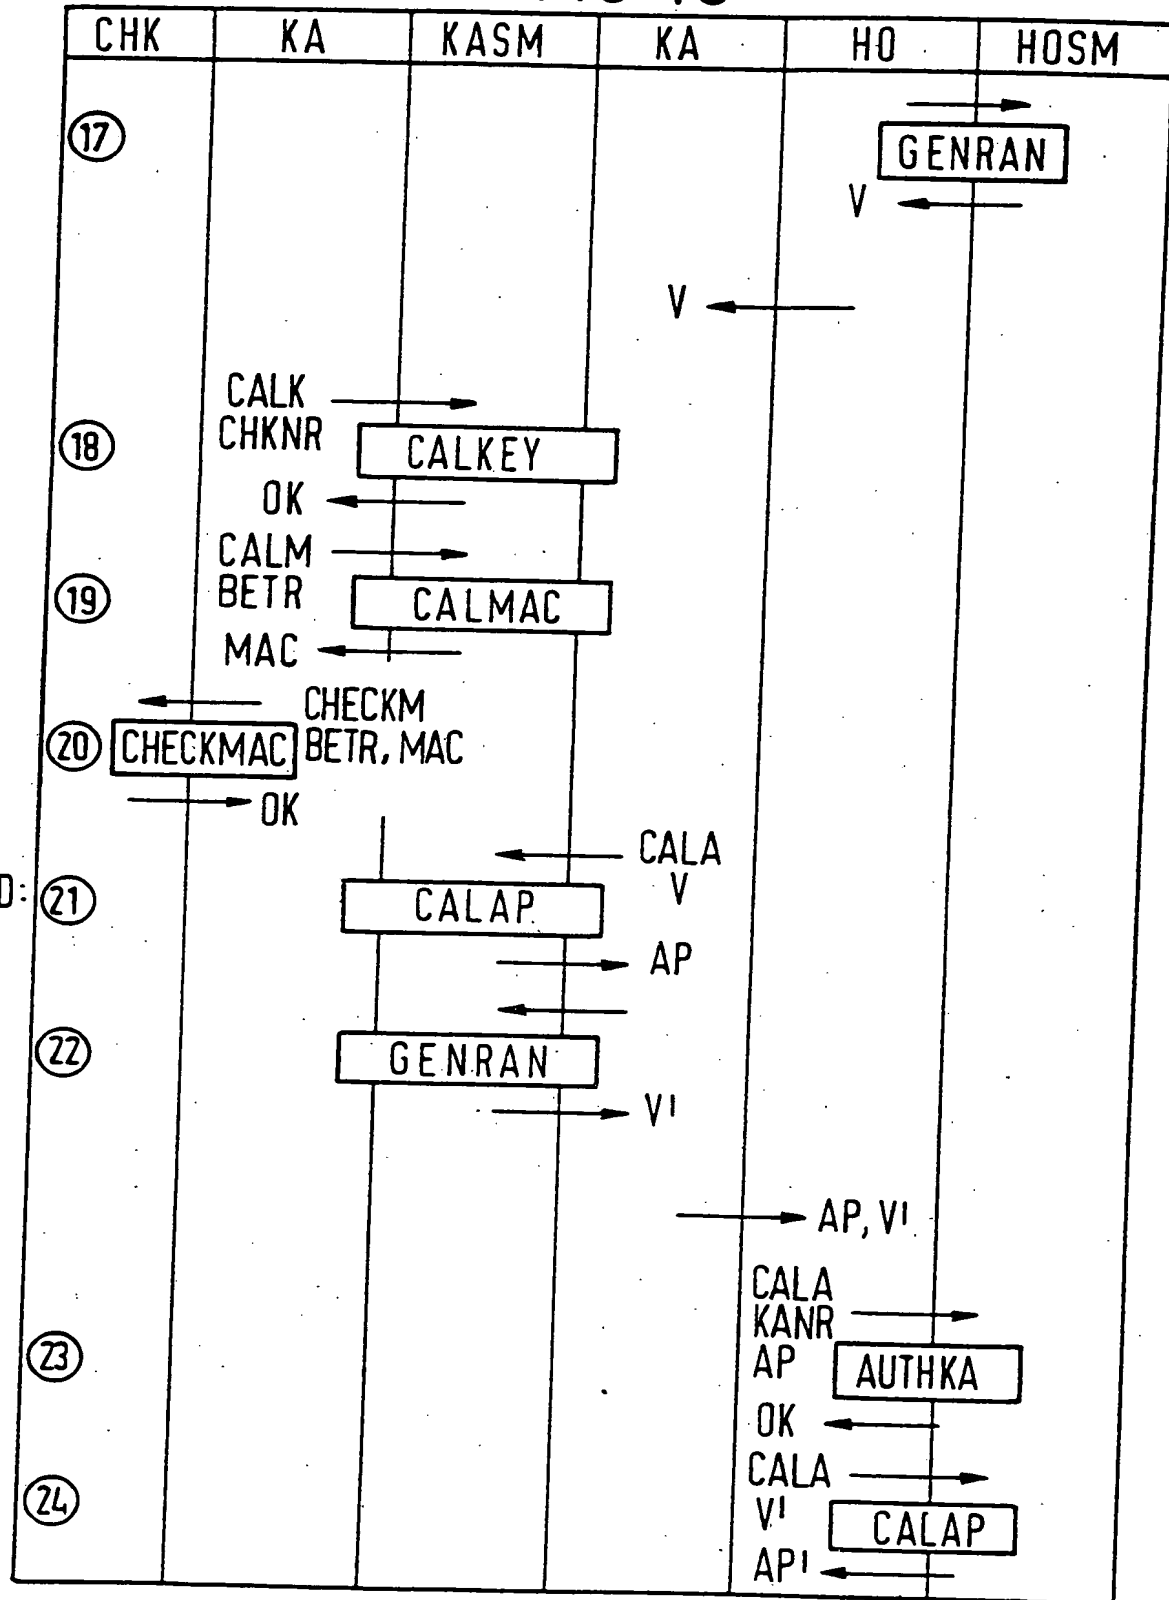 CHK KA KASM KA HO HOSM
17
GENRAN
V
V
CALK
CHKNR
18
CALKEY
OK
CALM
BETR
19
CALMAC
MAC
CHECKM
20
CHECKMAC
BETR, MAC
OK
CALA
V
21
CALAP
AP
22
GENRAN
V'
AP, V'
CALA
KANR
AP
23
AUTHKA
OK
CALA
V'
24
CALAP
AP'